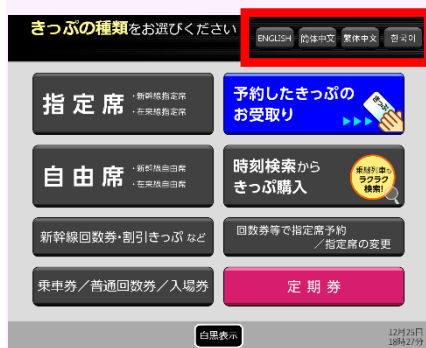 きっぷの種類をお選びください
ENGLISH 简体中文 繁体中文 한국어
指定席
・新幹線指定席
・在来線指定席
予約したきっぷの
お受取り
きっぷ
自由席
・新幹線自由席
・在来線自由席
時刻検索から
きっぷ購入
乗継列車も
ラクラク
検索!
新幹線回数券・割引きっぷ など
回数券等で指定席予約
／指定席の変更
乗車券／普通回数券／入場券
定期券
白黒表示
12月25日
18時27分